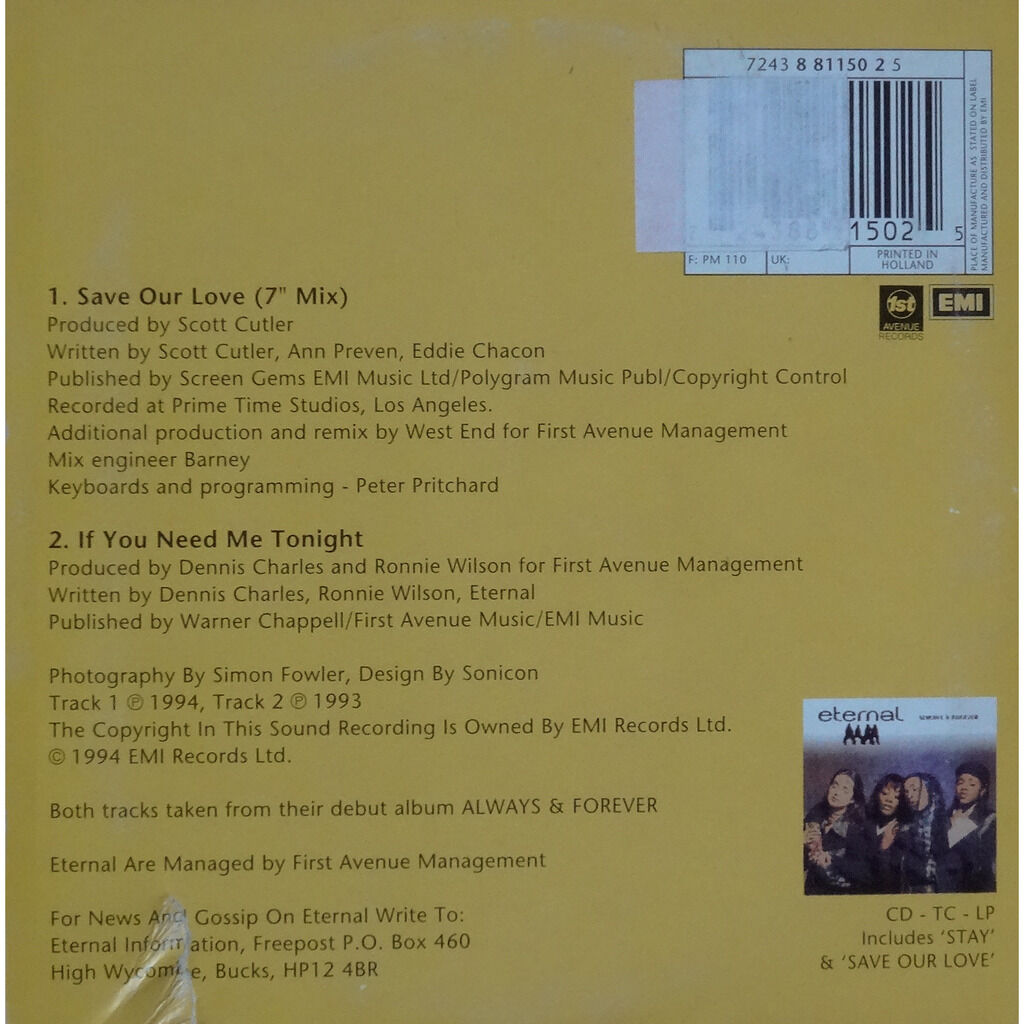 7243 8 81150 2 5
1502 5
F: PM 110
UK:
PRINTED IN
HOLLAND
PLACE OF MANUFACTURE AS STATED ON LABEL
MANUFACTURED AND DISTRIBUTED BY EMI
1st
AVENUE
RECORDS
EMI
1. Save Our Love (7" Mix)
Produced by Scott Cutler
Written by Scott Cutler, Ann Preven, Eddie Chacon
Published by Screen Gems EMI Music Ltd/Polygram Music Publ/Copyright Control
Recorded at Prime Time Studios, Los Angeles.
Additional production and remix by West End for First Avenue Management
Mix engineer Barney
Keyboards and programming - Peter Pritchard
2. If You Need Me Tonight
Produced by Dennis Charles and Ronnie Wilson for First Avenue Management
Written by Dennis Charles, Ronnie Wilson, Eternal
Published by Warner Chappell/First Avenue Music/EMI Music
Photography By Simon Fowler, Design By Sonicon
Track 1 ℗ 1994, Track 2 ℗ 1993
The Copyright In This Sound Recording Is Owned By EMI Records Ltd.
© 1994 EMI Records Ltd.
Both tracks taken from their debut album ALWAYS & FOREVER
Eternal Are Managed by First Avenue Management
For News And Gossip On Eternal Write To:
Eternal Information, Freepost P.O. Box 460
High Wycombe, Bucks, HP12 4BR
eternal
CD - TC - LP
Includes 'STAY'
& 'SAVE OUR LOVE'